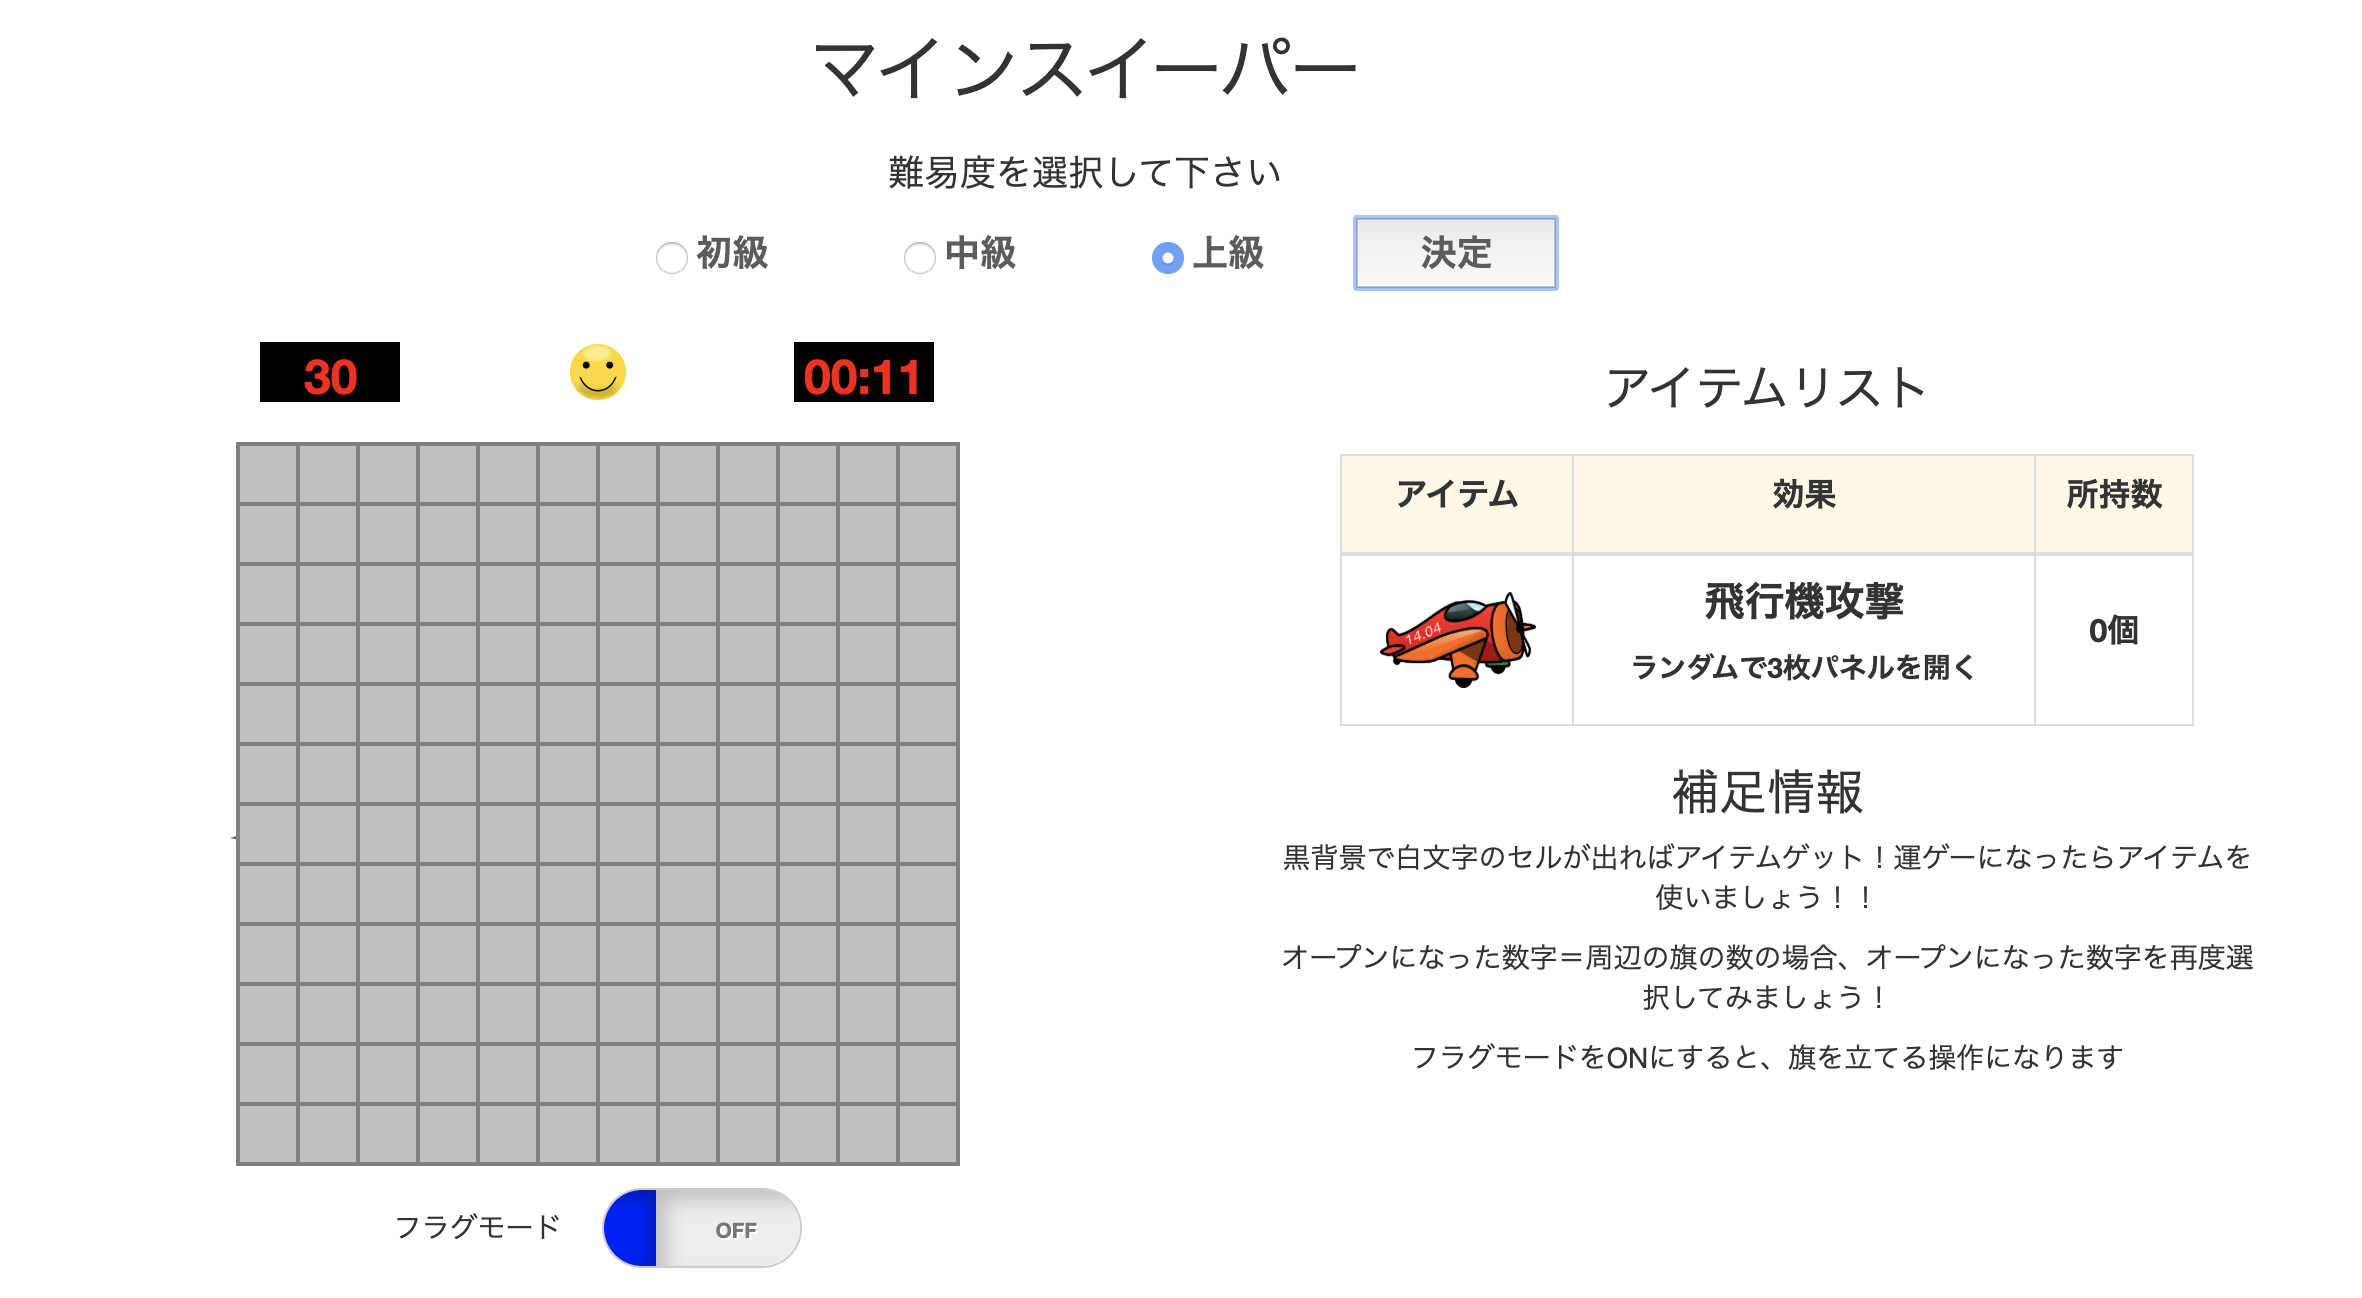 マインスイーパー
難易度を選択して下さい
初級
中級
上級
決定
30
00:11
アイテムリスト
アイテム
効果
所持数
14.04
飛行機攻撃
ランダムで3枚パネルを開く
0個
補足情報
黒背景で白文字のセルが出ればアイテムゲット！運ゲーになったらアイテムを
使いましょう！！
オープンになった数字＝周辺の旗の数の場合、オープンになった数字を再度選
択してみましょう！
フラグモードをONにすると、旗を立てる操作になります
フラグモード
OFF